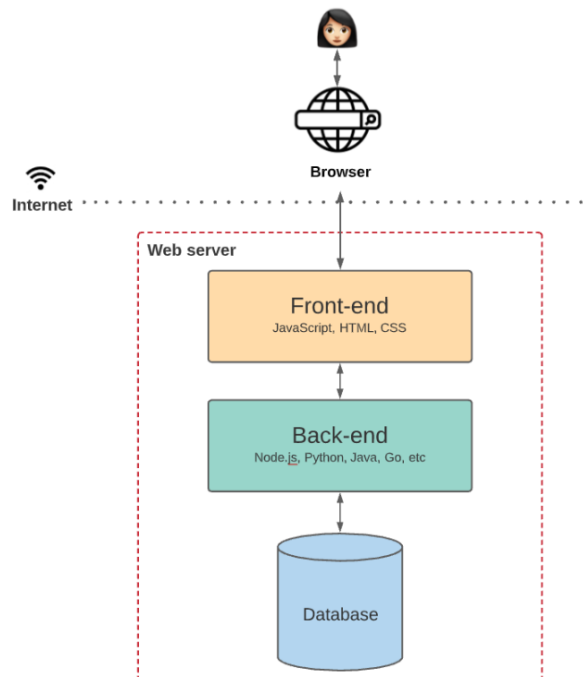 Browser
Internet
Web server
Front-end
JavaScript, HTML, CSS
Back-end
Node.js, Python, Java, Go, etc
Database